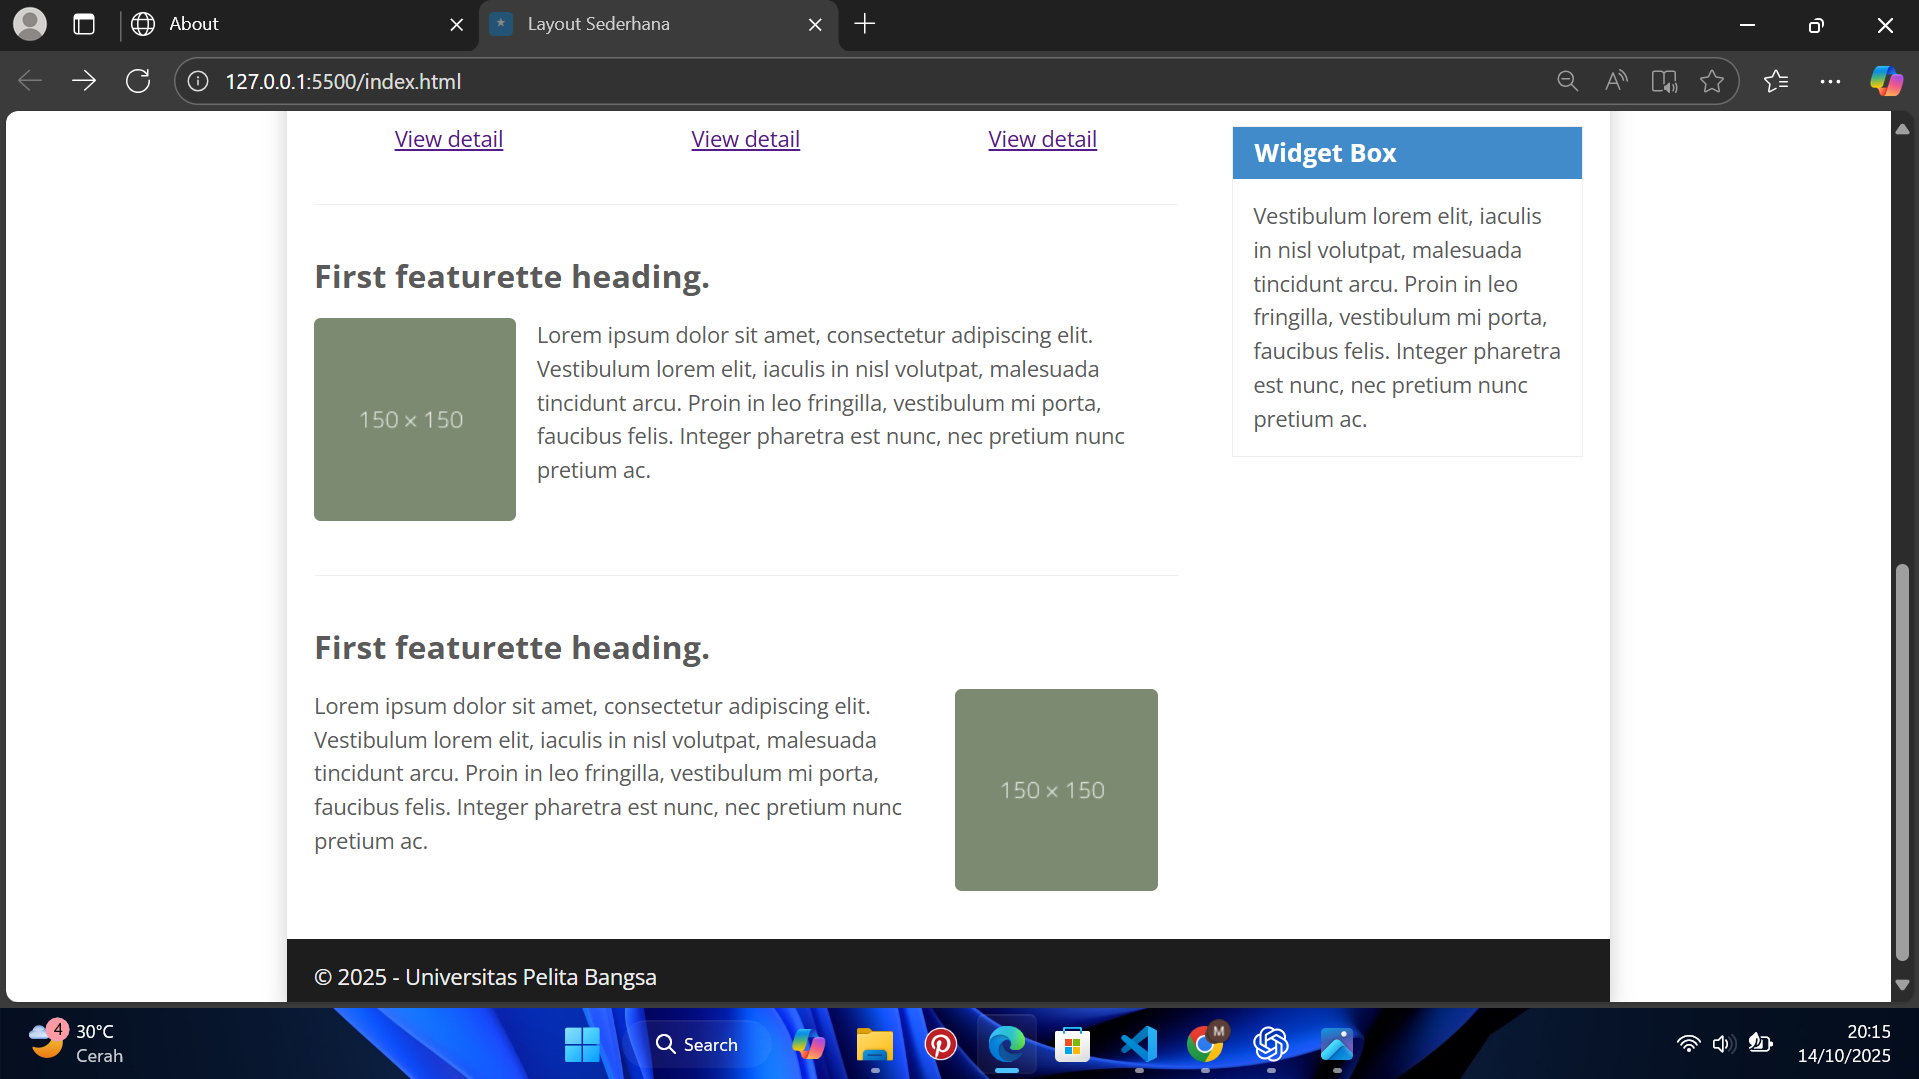 About
Layout Sederhana
127.0.0.1:5500/index.html
View detail
View detail
View detail
Widget Box
Vestibulum lorem elit, iaculis
in nisl volutpat, malesuada
tincidunt arcu. Proin in leo
fringilla, vestibulum mi porta,
faucibus felis. Integer pharetra
est nunc, nec pretium nunc
pretium ac.
First featurette heading.
150 × 150
Lorem ipsum dolor sit amet, consectetur adipiscing elit.
Vestibulum lorem elit, iaculis in nisl volutpat, malesuada
tincidunt arcu. Proin in leo fringilla, vestibulum mi porta,
faucibus felis. Integer pharetra est nunc, nec pretium nunc
pretium ac.
First featurette heading.
Lorem ipsum dolor sit amet, consectetur adipiscing elit.
Vestibulum lorem elit, iaculis in nisl volutpat, malesuada
tincidunt arcu. Proin in leo fringilla, vestibulum mi porta,
faucibus felis. Integer pharetra est nunc, nec pretium nunc
pretium ac.
150 × 150
© 2025 - Universitas Pelita Bangsa
4
30°C
Cerah
Search
M
20:15
14/10/2025